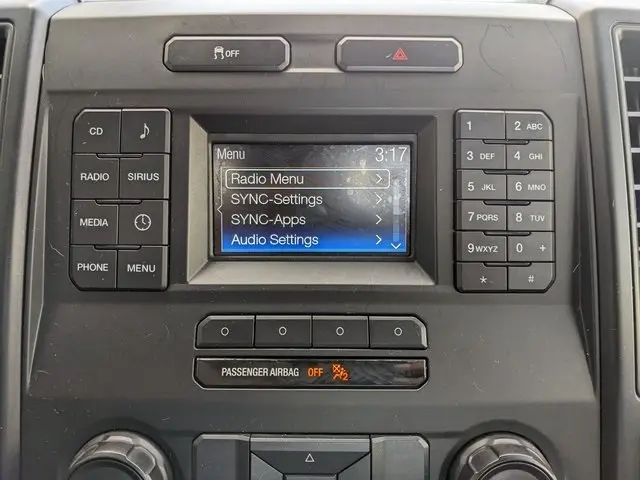 OFF
CD
RADIO SIRIUS
MEDIA
PHONE MENU
Menu 3:17
Radio Menu
SYNC-Settings
SYNC-Apps
Audio Settings
1 2 ABC
3 DEF 4 GHI
5 JKL 6 MNO
7 PQRS 8 TUV
9 WXYZ 0 +
* #
PASSENGER AIRBAG OFF 2